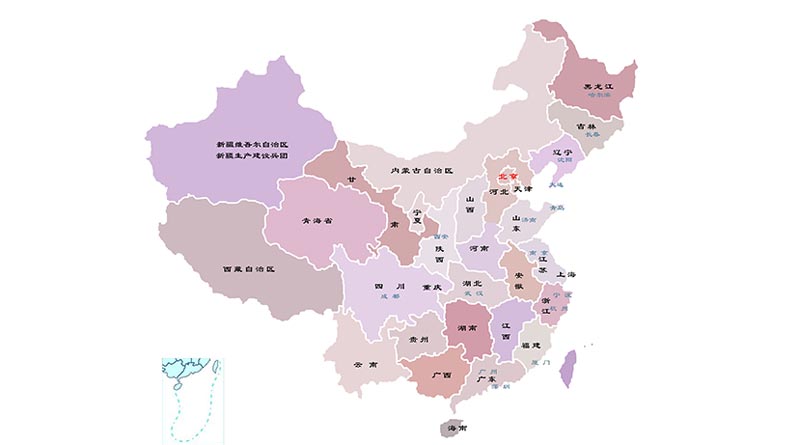 黑龙江
哈尔滨
吉林
长春
新疆维吾尔自治区
新疆生产建设兵团
辽宁
沈阳
内蒙古自治区
北京
甘肃
天津
大连
河北
宁夏
山西
青岛
青海省
山东
济南
西安
陕西
河南
南京
江苏
西藏自治区
上海
安徽
四川
重庆
湖北
成都
武汉
浙江
宁波
杭州
湖南
江西
贵州
福建
云南
厦门
广西
广州
广东
深圳
海南